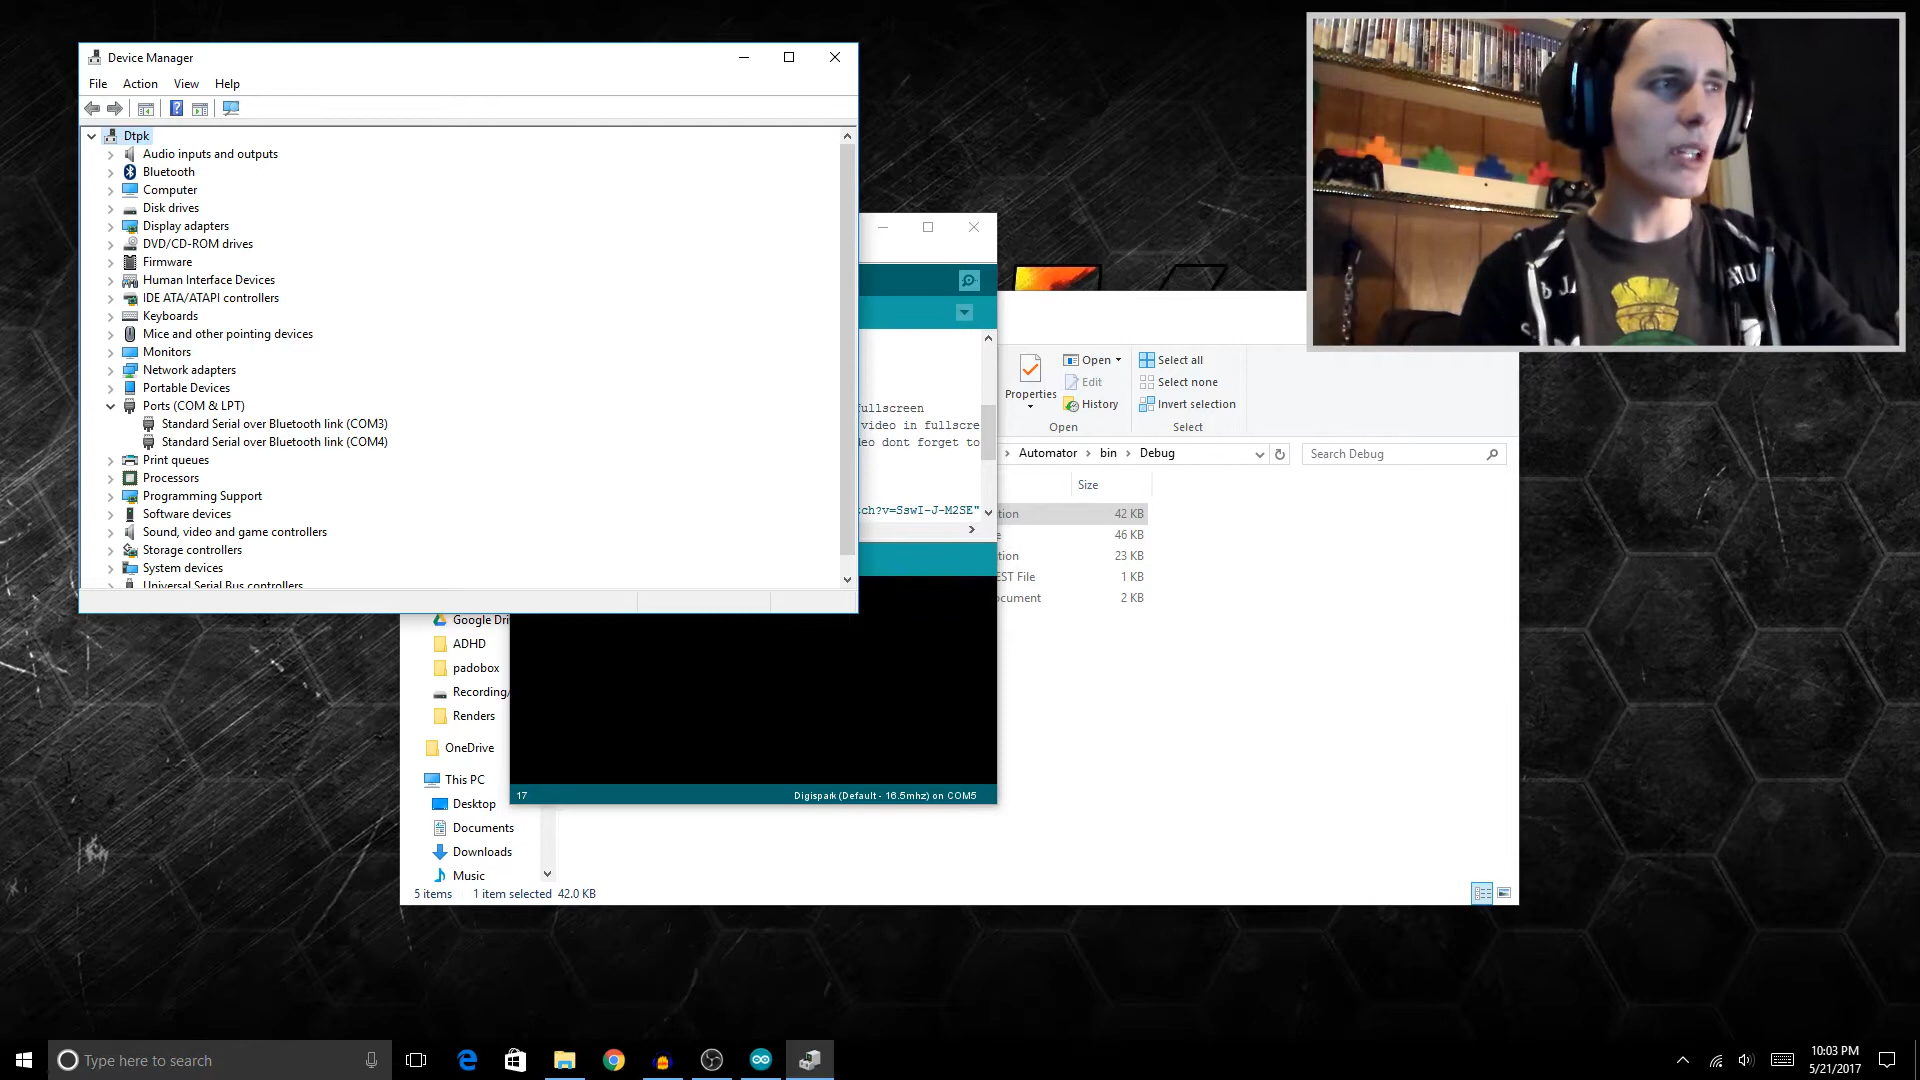 Device Manager
File Action View Help
Dtpk
Audio inputs and outputs
Bluetooth
Computer
Disk drives
Display adapters
DVD/CD-ROM drives
Firmware
Human Interface Devices
IDE ATA/ATAPI controllers
Keyboards
Mice and other pointing devices
Monitors
Network adapters
Portable Devices
Ports (COM & LPT)
Standard Serial over Bluetooth link (COM3)
Standard Serial over Bluetooth link (COM4)
Print queues
Processors
Programming Support
Software devices
Sound, video and game controllers
Storage controllers
System devices
Universal Serial Bus controllers
fullscreen
video in fullscre
eo dont forget to
ch?v=SswI-J-M2SE"
17
Digispark (Default - 16.5mhz) on COM5
Properties
Open
Edit
History
Open
Select all
Select none
Invert selection
Select
Automator > bin > Debug
Search Debug
Size
tion 42 KB
e 46 KB
tion 23 KB
EST File 1 KB
ocument 2 KB
Google Dri
ADHD
padobox
Recording/
Renders
OneDrive
This PC
Desktop
Documents
Downloads
Music
5 items 1 item selected 42.0 KB
Type here to search
10:03 PM
5/21/2017